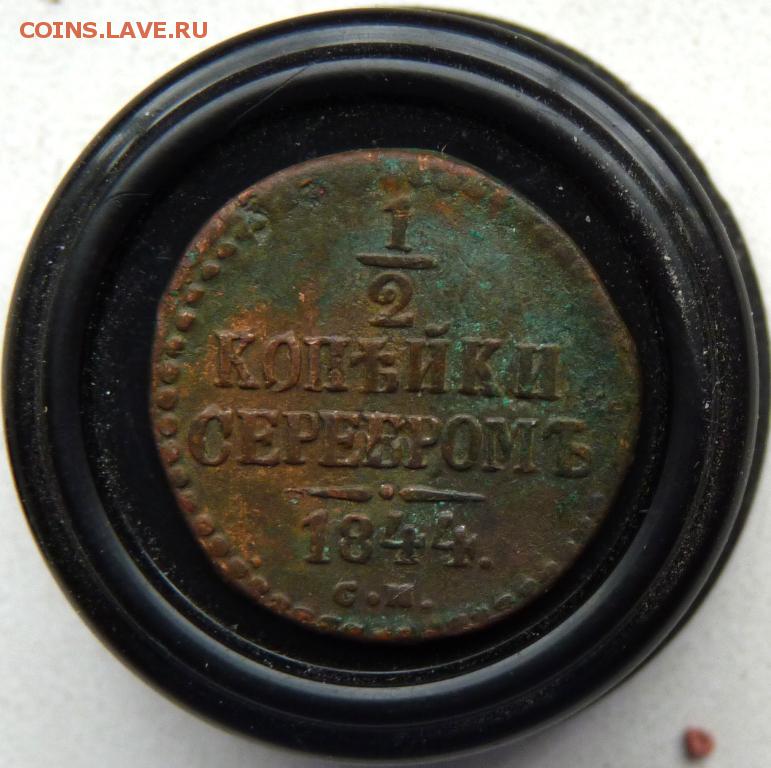 COINS.LAVE.RU
1
2
КОПѢЙКИ
СЕРЕБРОМЪ
1844.
С.М.